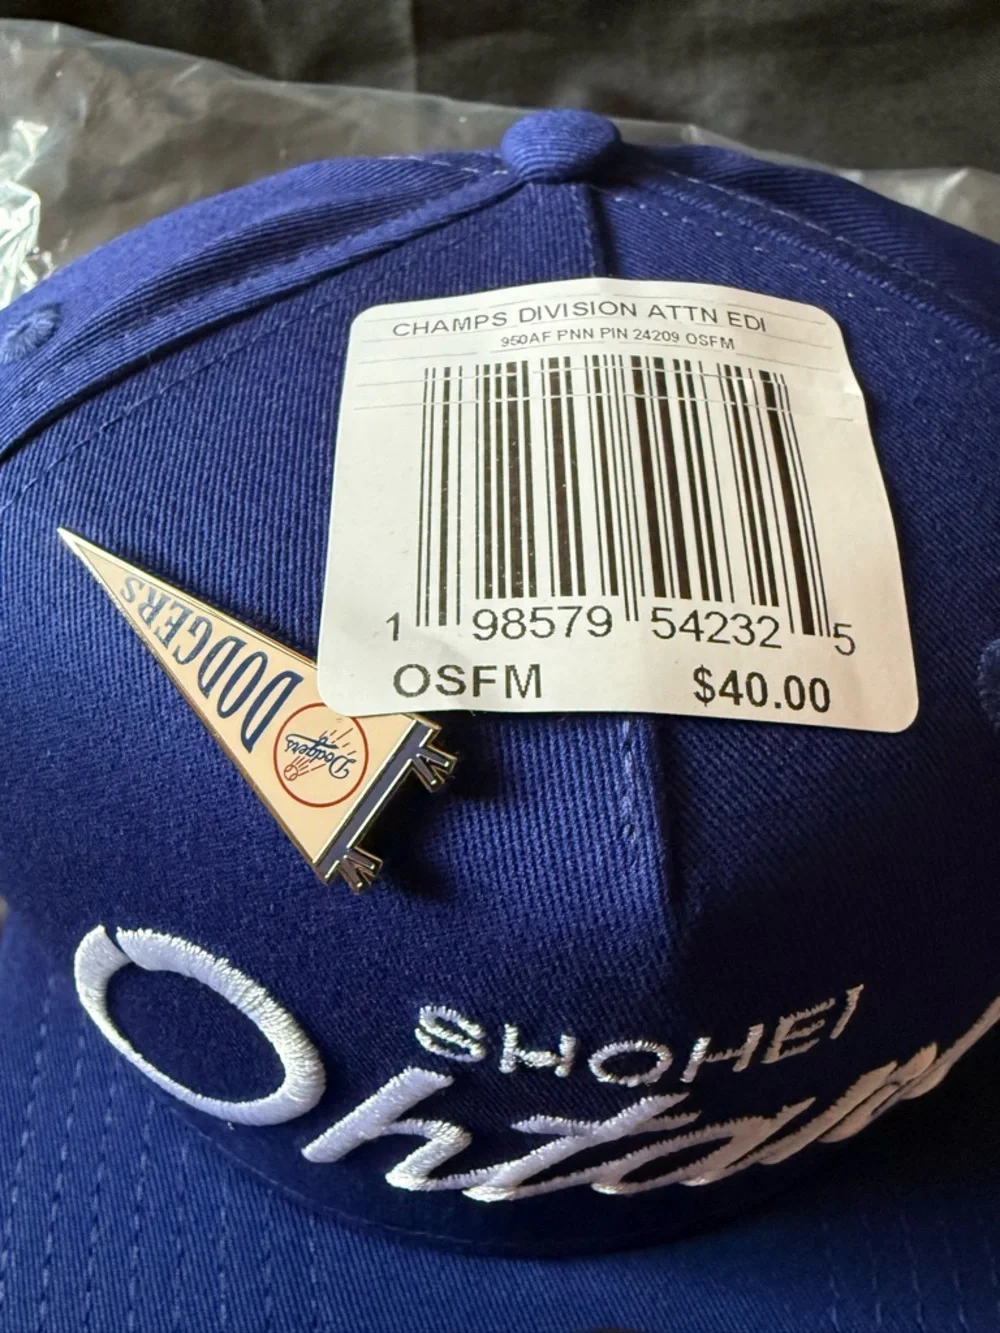 CHAMPS DIVISION ATTN EDI
950AF PNN PIN 24209 OSFM
1 98579 54232 5
OSFM $40.00
DODGERS
Dodgers
SHOHEI
Ohtani